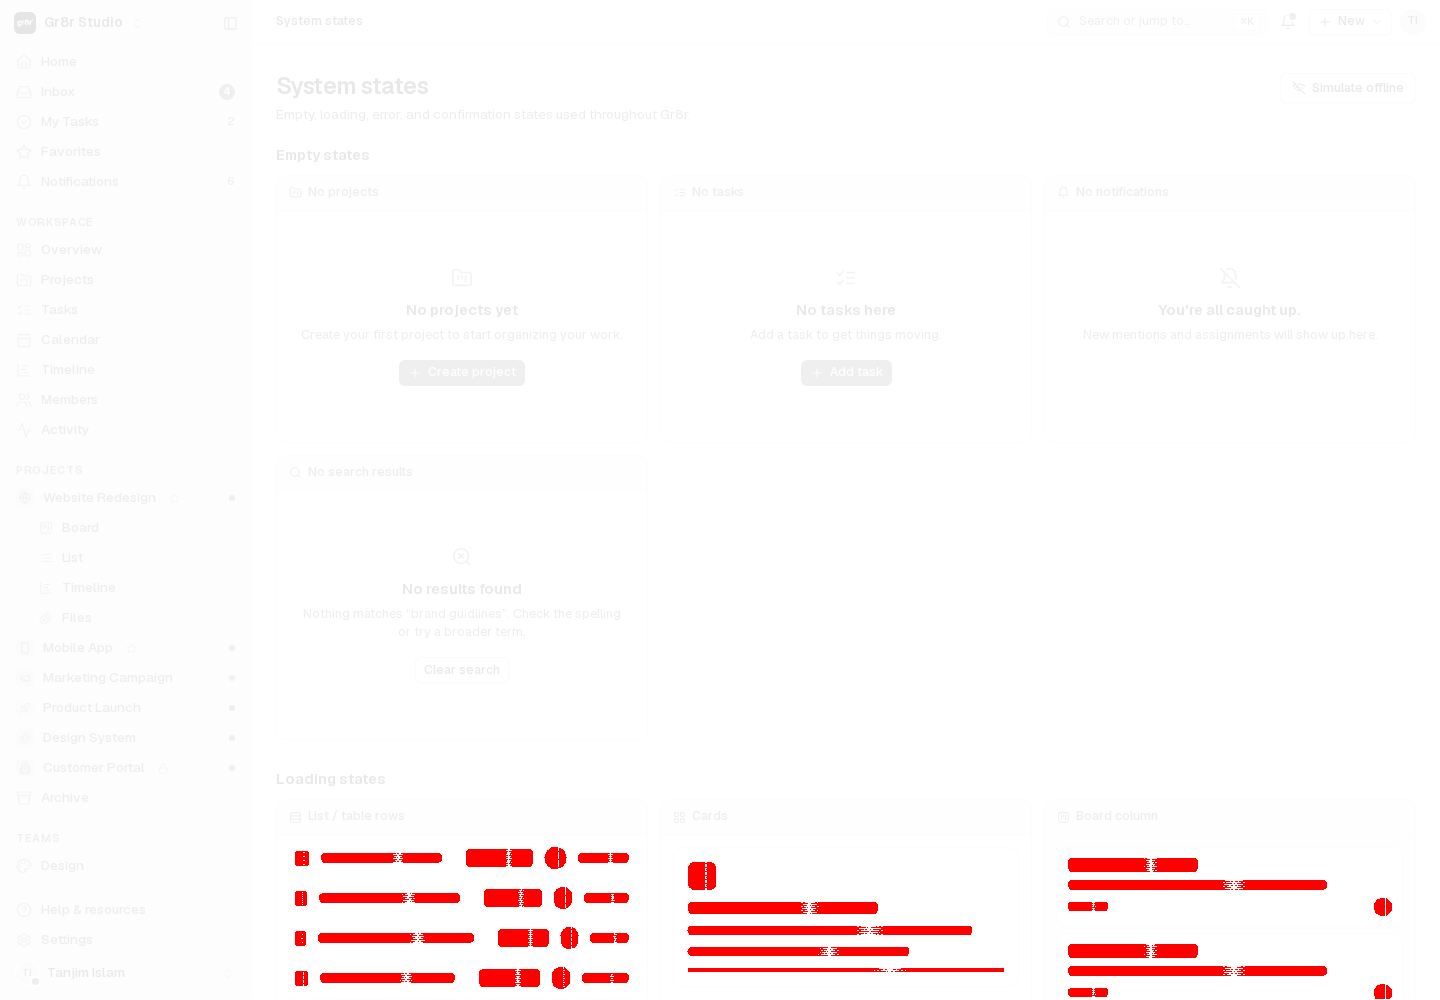 gr8r Gr8r Studio
Home
Inbox 4
My Tasks 2
Favorites
Notifications 6
WORKSPACE
Overview
Projects
Tasks
Calendar
Timeline
Members
Activity
PROJECTS
Website Redesign
Board
List
Timeline
Files
Mobile App
Marketing Campaign
Product Launch
Design System
Customer Portal
Archive
TEAMS
Design
Help & resources
Settings
TI Tanjim Islam
System states
Search or jump to... ⌘K
New
TI
System states
Simulate offline
Empty, loading, error, and confirmation states used throughout Gr8r.
Empty states
No projects
No projects yet
Create your first project to start organizing your work.
Create project
No tasks
No tasks here
Add a task to get things moving.
Add task
No notifications
You're all caught up.
New mentions and assignments will show up here.
No search results
No results found
Nothing matches “brand guidlines”. Check the spelling
or try a broader term.
Clear search
Loading states
List / table rows
Cards
Board column